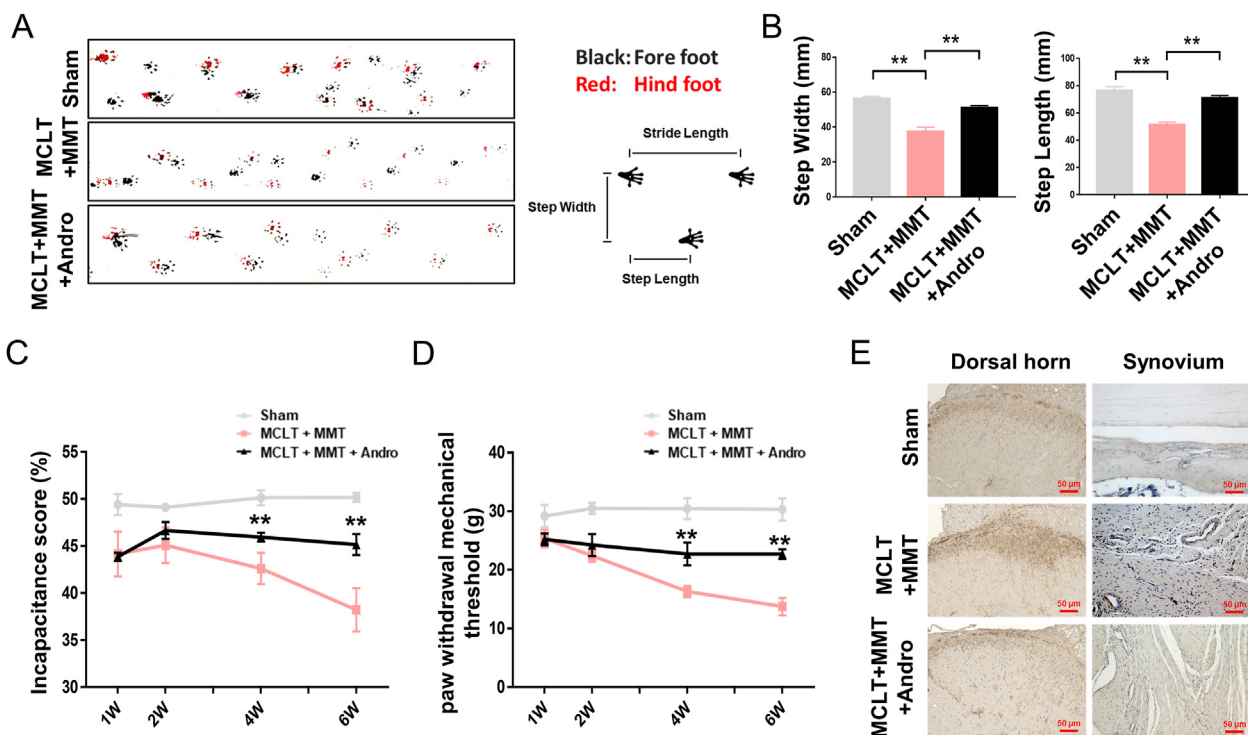 A
Sham
MCLT
+MMT
MCLT+MMT
+Andro
Black: Fore foot
Red: Hind foot
Stride Length
Step Width
Step Length
B
Step Width (mm)
80
60
40
20
0
**
**
Sham
MCLT+MMT
MCLT+MMT
+Andro
Step Length (mm)
100
80
60
40
20
0
**
**
Sham
MCLT+MMT
MCLT+MMT
+Andro
C
Sham
MCLT + MMT
MCLT + MMT + Andro
Incapacitance score (%)
55
50
45
40
35
30
**
**
1W
2W
4W
6W
D
Sham
MCLT + MMT
MCLT + MMT + Andro
paw withdrawal mechanical
threshold (g)
40
30
20
10
0
**
**
1W
2W
4W
6W
E
Dorsal horn
Synovium
Sham
50 µm
50 µm
MCLT
+MMT
50 µm
50 µm
MCLT+MMT
+Andro
50 µm
50 µm